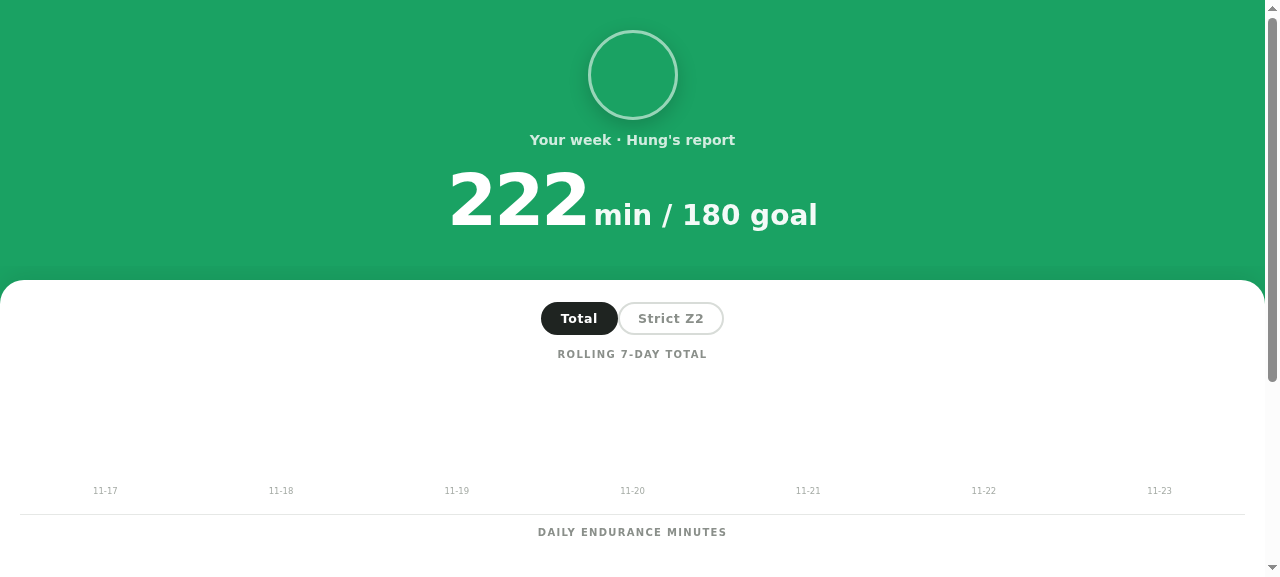 Your week · Hung's report
222 min / 180 goal
Total Strict Z2
ROLLING 7-DAY TOTAL
11-17 11-18 11-19 11-20 11-21 11-22 11-23
DAILY ENDURANCE MINUTES